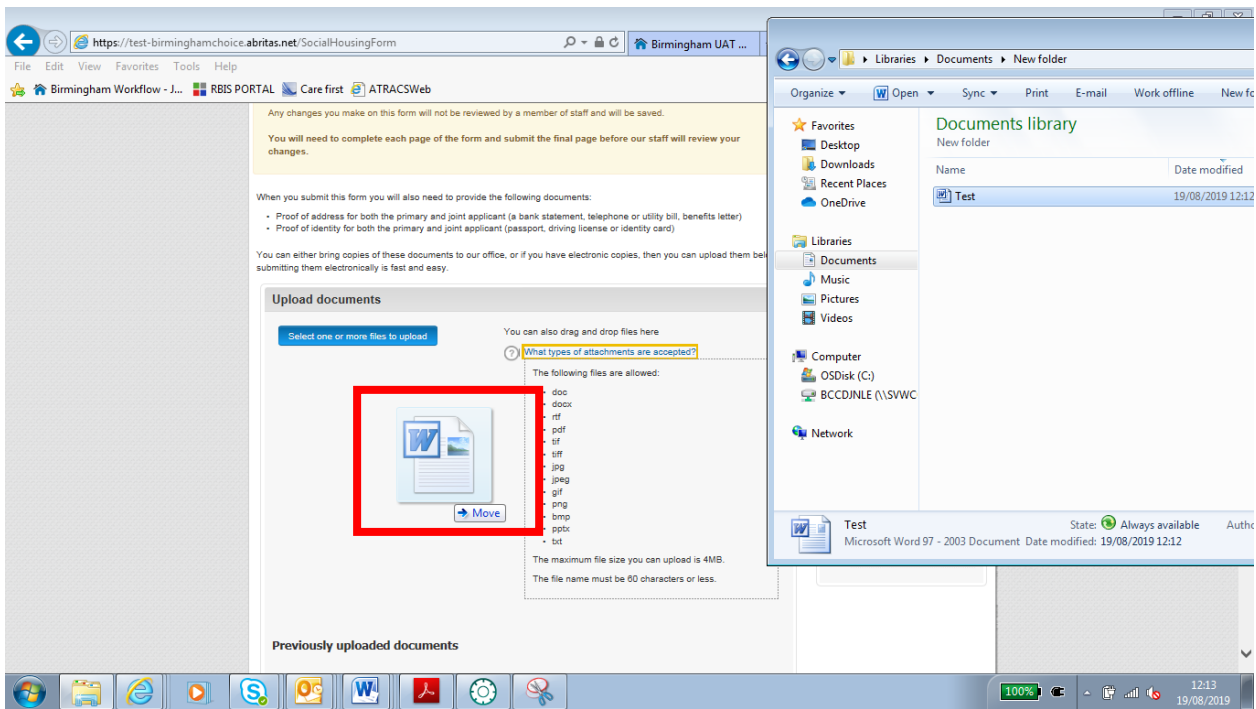 https://test-birminghamchoice.abritas.net/SocialHousingForm
Birmingham UAT ...
File Edit View Favorites Tools Help
Birmingham Workflow - J... RBIS PORTAL Care first ATRACSWeb
Any changes you make on this form will not be reviewed by a member of staff and will be saved.
You will need to complete each page of the form and submit the final page before our staff will review your
changes.
When you submit this form you will also need to provide the following documents:
• Proof of address for both the primary and joint applicant (a bank statement, telephone or utility bill, benefits letter)
• Proof of identity for both the primary and joint applicant (passport, driving license or identity card)
You can either bring copies of these documents to our office, or if you have electronic copies, then you can upload them bel
submitting them electronically is fast and easy.
Upload documents
Select one or more files to upload
You can also drag and drop files here
? What types of attachments are accepted?
The following files are allowed:
• doc
• docx
• rtf
• pdf
• tif
• tiff
• jpg
• jpeg
• gif
• png
• bmp
• pptx
• txt
The maximum file size you can upload is 4MB.
The file name must be 60 characters or less.
W
Move
Previously uploaded documents
Libraries Documents New folder
Organize Open Sync Print E-mail Work offline New fo
Favorites
Desktop
Downloads
Recent Places
OneDrive
Libraries
Documents
Music
Pictures
Videos
Computer
OSDisk (C:)
BCCDJNLE (\\SVWC
Network
Documents library
New folder
Name Date modified
Test 19/08/2019 12:12
Test State: Always available Autho
Microsoft Word 97 - 2003 Document Date modified: 19/08/2019 12:12
100%
12:13
19/08/2019